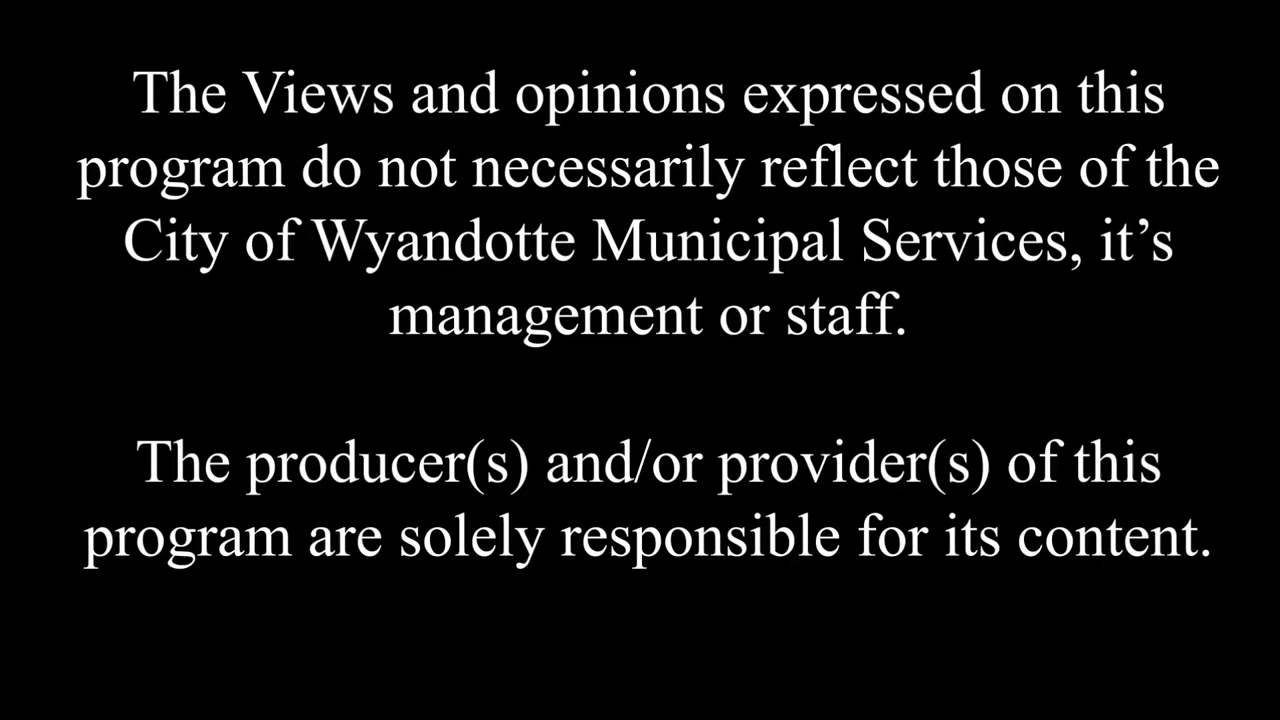 The Views and opinions expressed on this
program do not necessarily reflect those of the
City of Wyandotte Municipal Services, it’s
management or staff.
The producer(s) and/or provider(s) of this
program are solely responsible for its content.